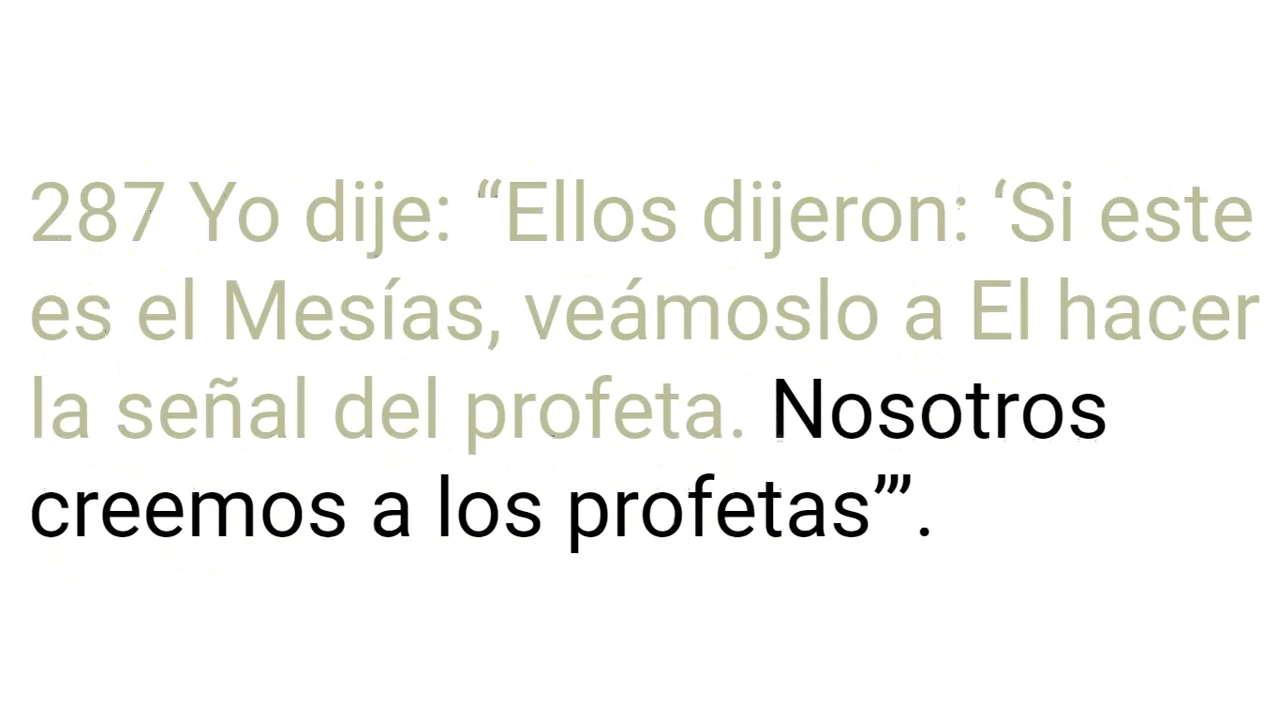 287 Yo dije: “Ellos dijeron: ‘Si este
es el Mesías, veámoslo a El hacer
la señal del profeta. Nosotros
creemos a los profetas’”.